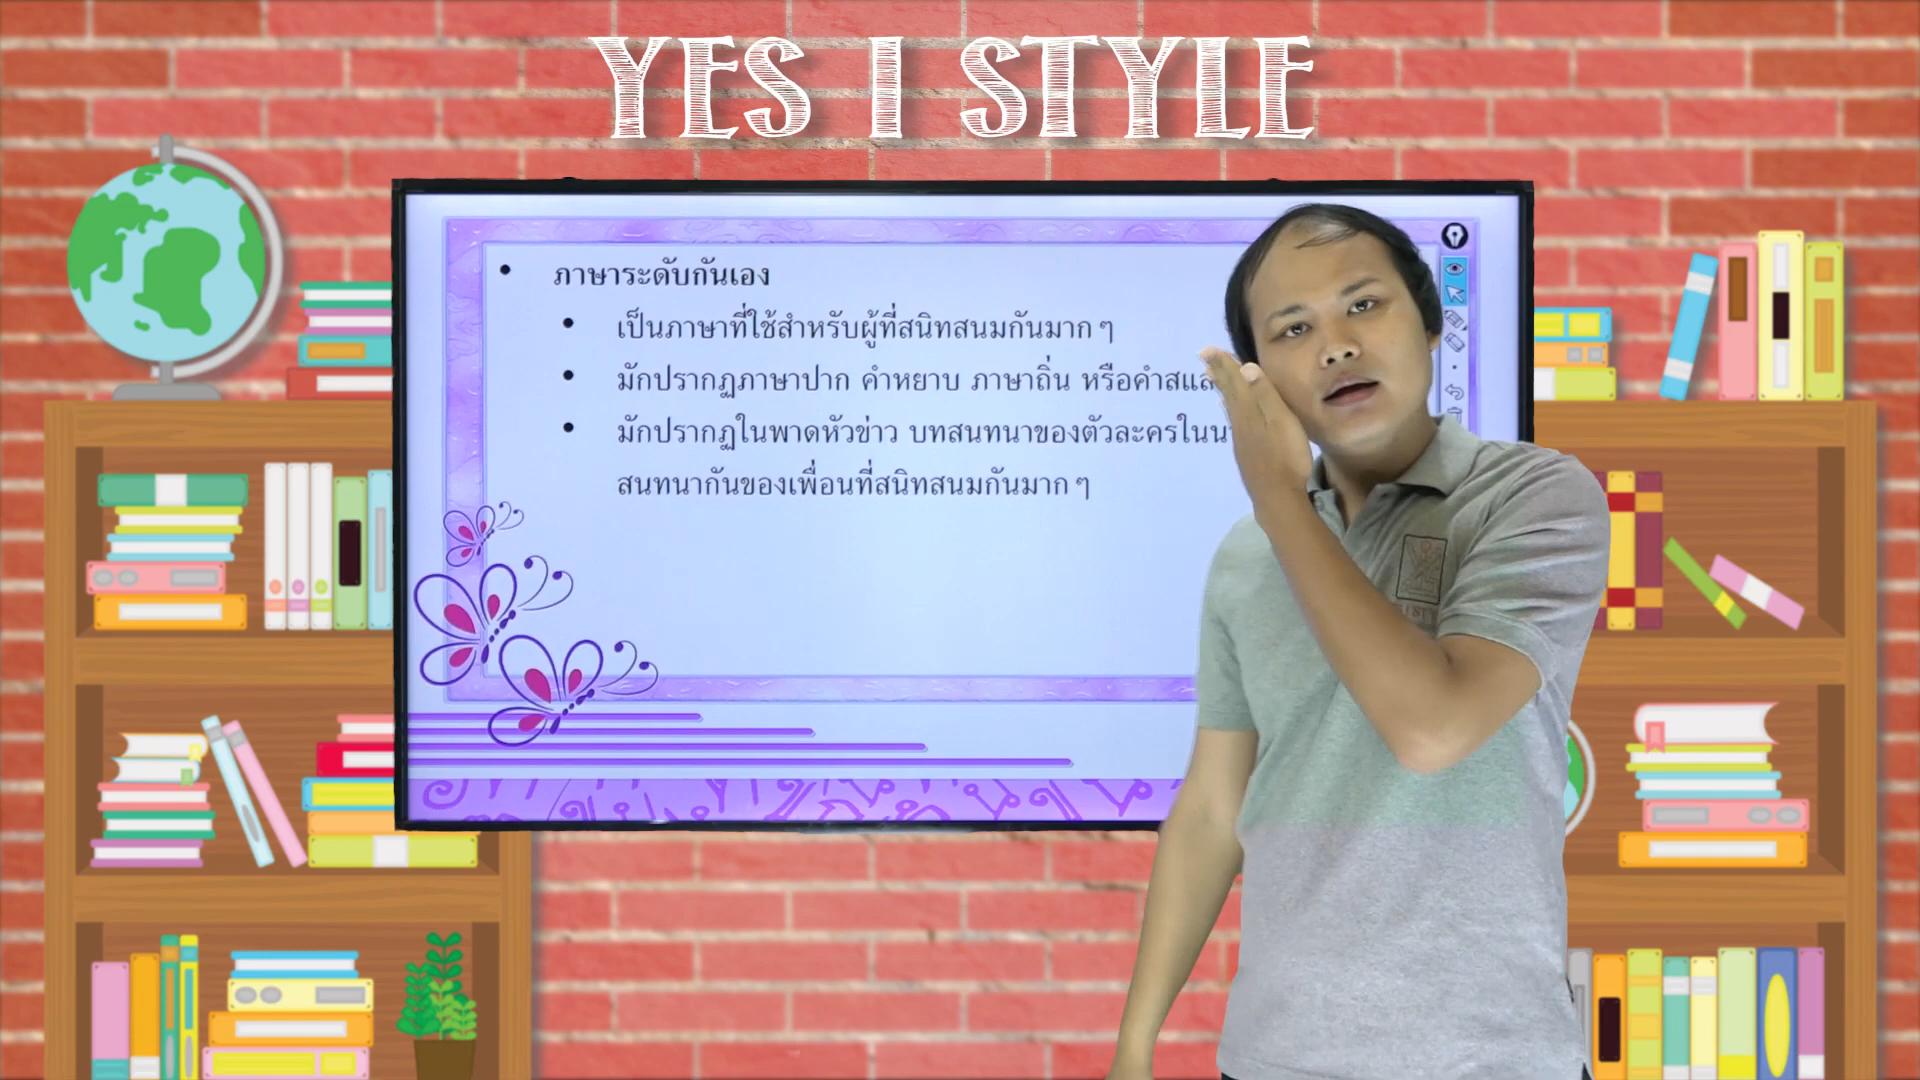 YES I STYLE
• ภาษาระดับกันเอง
• เป็นภาษาที่ใช้สำหรับผู้ที่สนิทสนมกันมาก ๆ
• มักปรากฏภาษาปาก คำหยาบ ภาษาถิ่น หรือคำสแล
• มักปรากฏในพาดหัวข่าว บทสนทนาของตัวละครใน
สนทนากันของเพื่อนที่สนิทสนมกันมาก ๆ